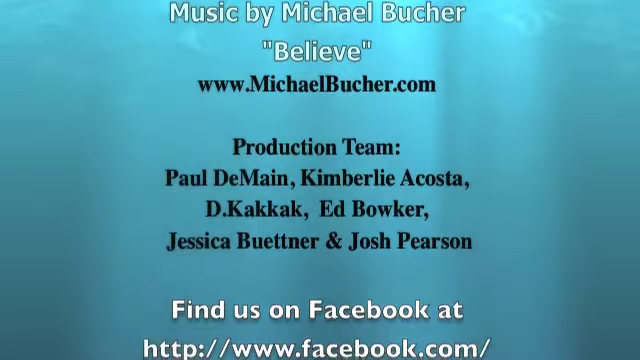 Music by Michael Bucher
"Believe"
www.MichaelBucher.com
Production Team:
Paul DeMain, Kimberlie Acosta,
D.Kakkak, Ed Bowker,
Jessica Buettner & Josh Pearson
Find us on Facebook at
http://www.facebook.com/